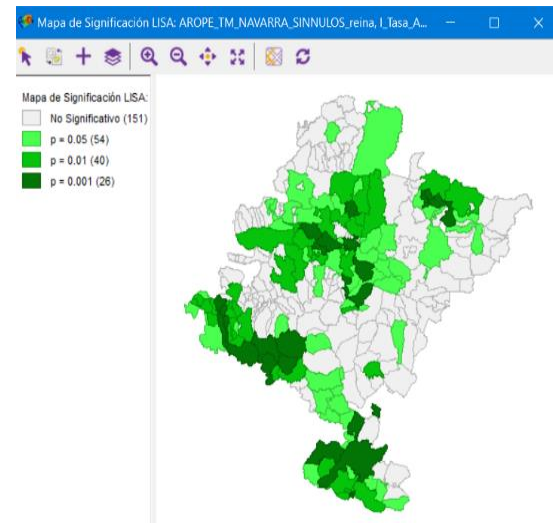 Mapa de Significación LISA: AROPE_TM_NAVARRA_SINNULOS_reina, I_Tasa_A...
Mapa de Significación LISA:
No Significativo (151)
p = 0.05 (54)
p = 0.01 (40)
p = 0.001 (26)